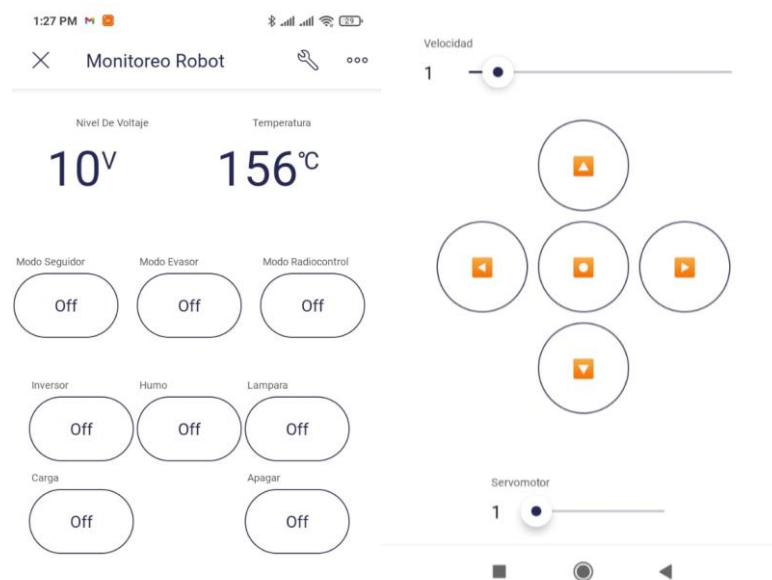 1:27 PM
29
Monitoreo Robot
Nivel De Voltaje
Temperatura
10V
156°C
Modo Seguidor
Modo Evasor
Modo Radiocontrol
Off
Off
Off
Inversor
Humo
Lampara
Off
Off
Off
Carga
Apagar
Off
Off
Velocidad
1
Servomotor
1